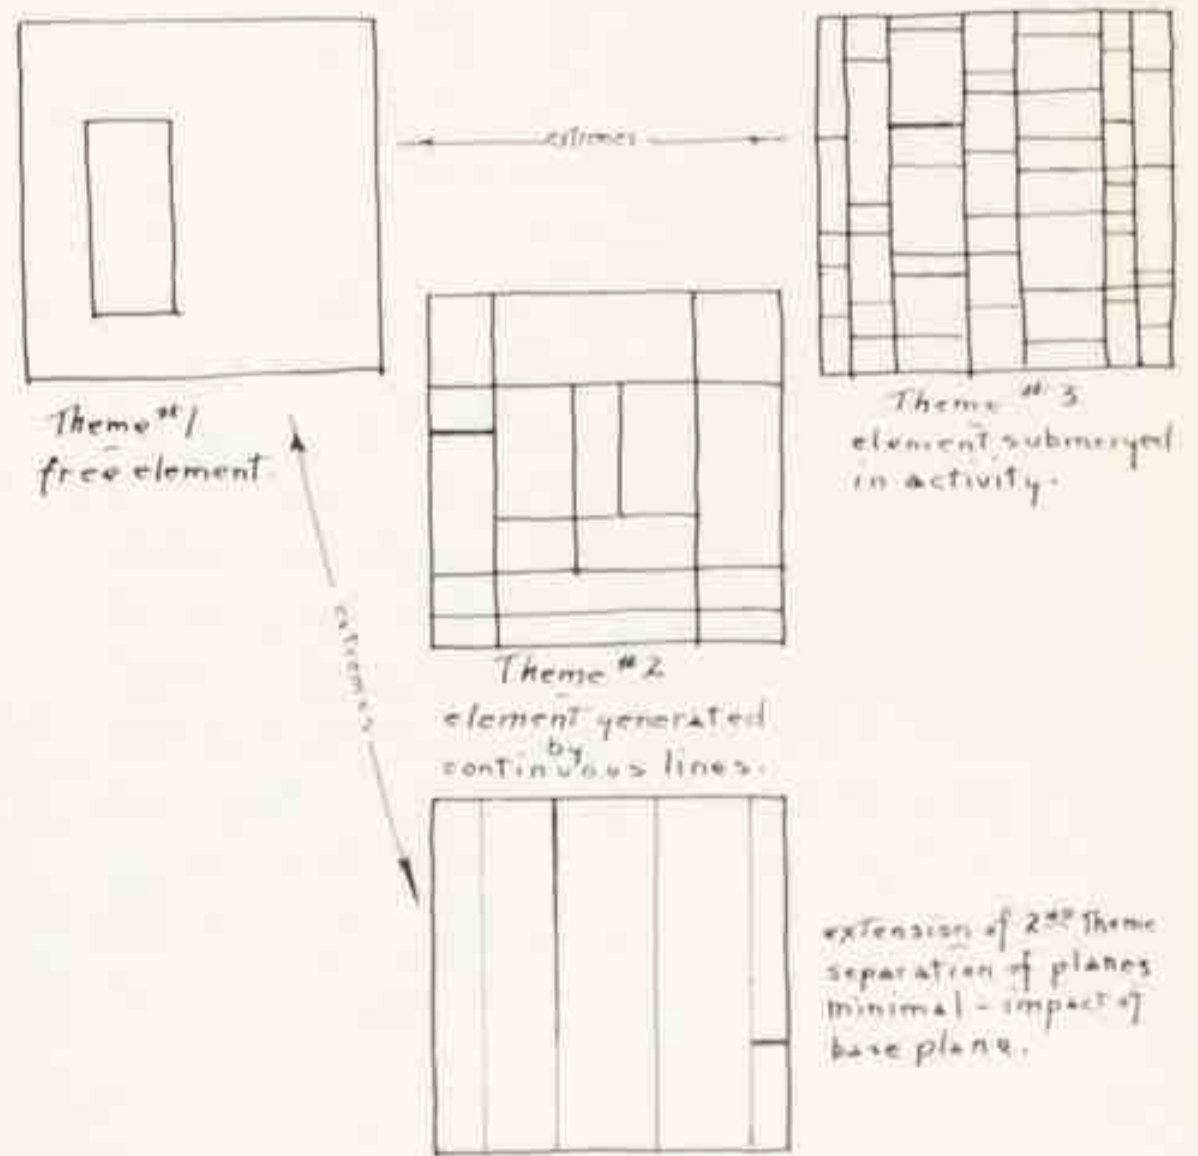 extremes
Theme #1
free element.
Theme #3
element submerged
in activity.
extremes
Theme #2
element generated
by
continuous lines.
extension of 2nd Theme
separation of planes
minimal - impact of
base plane.